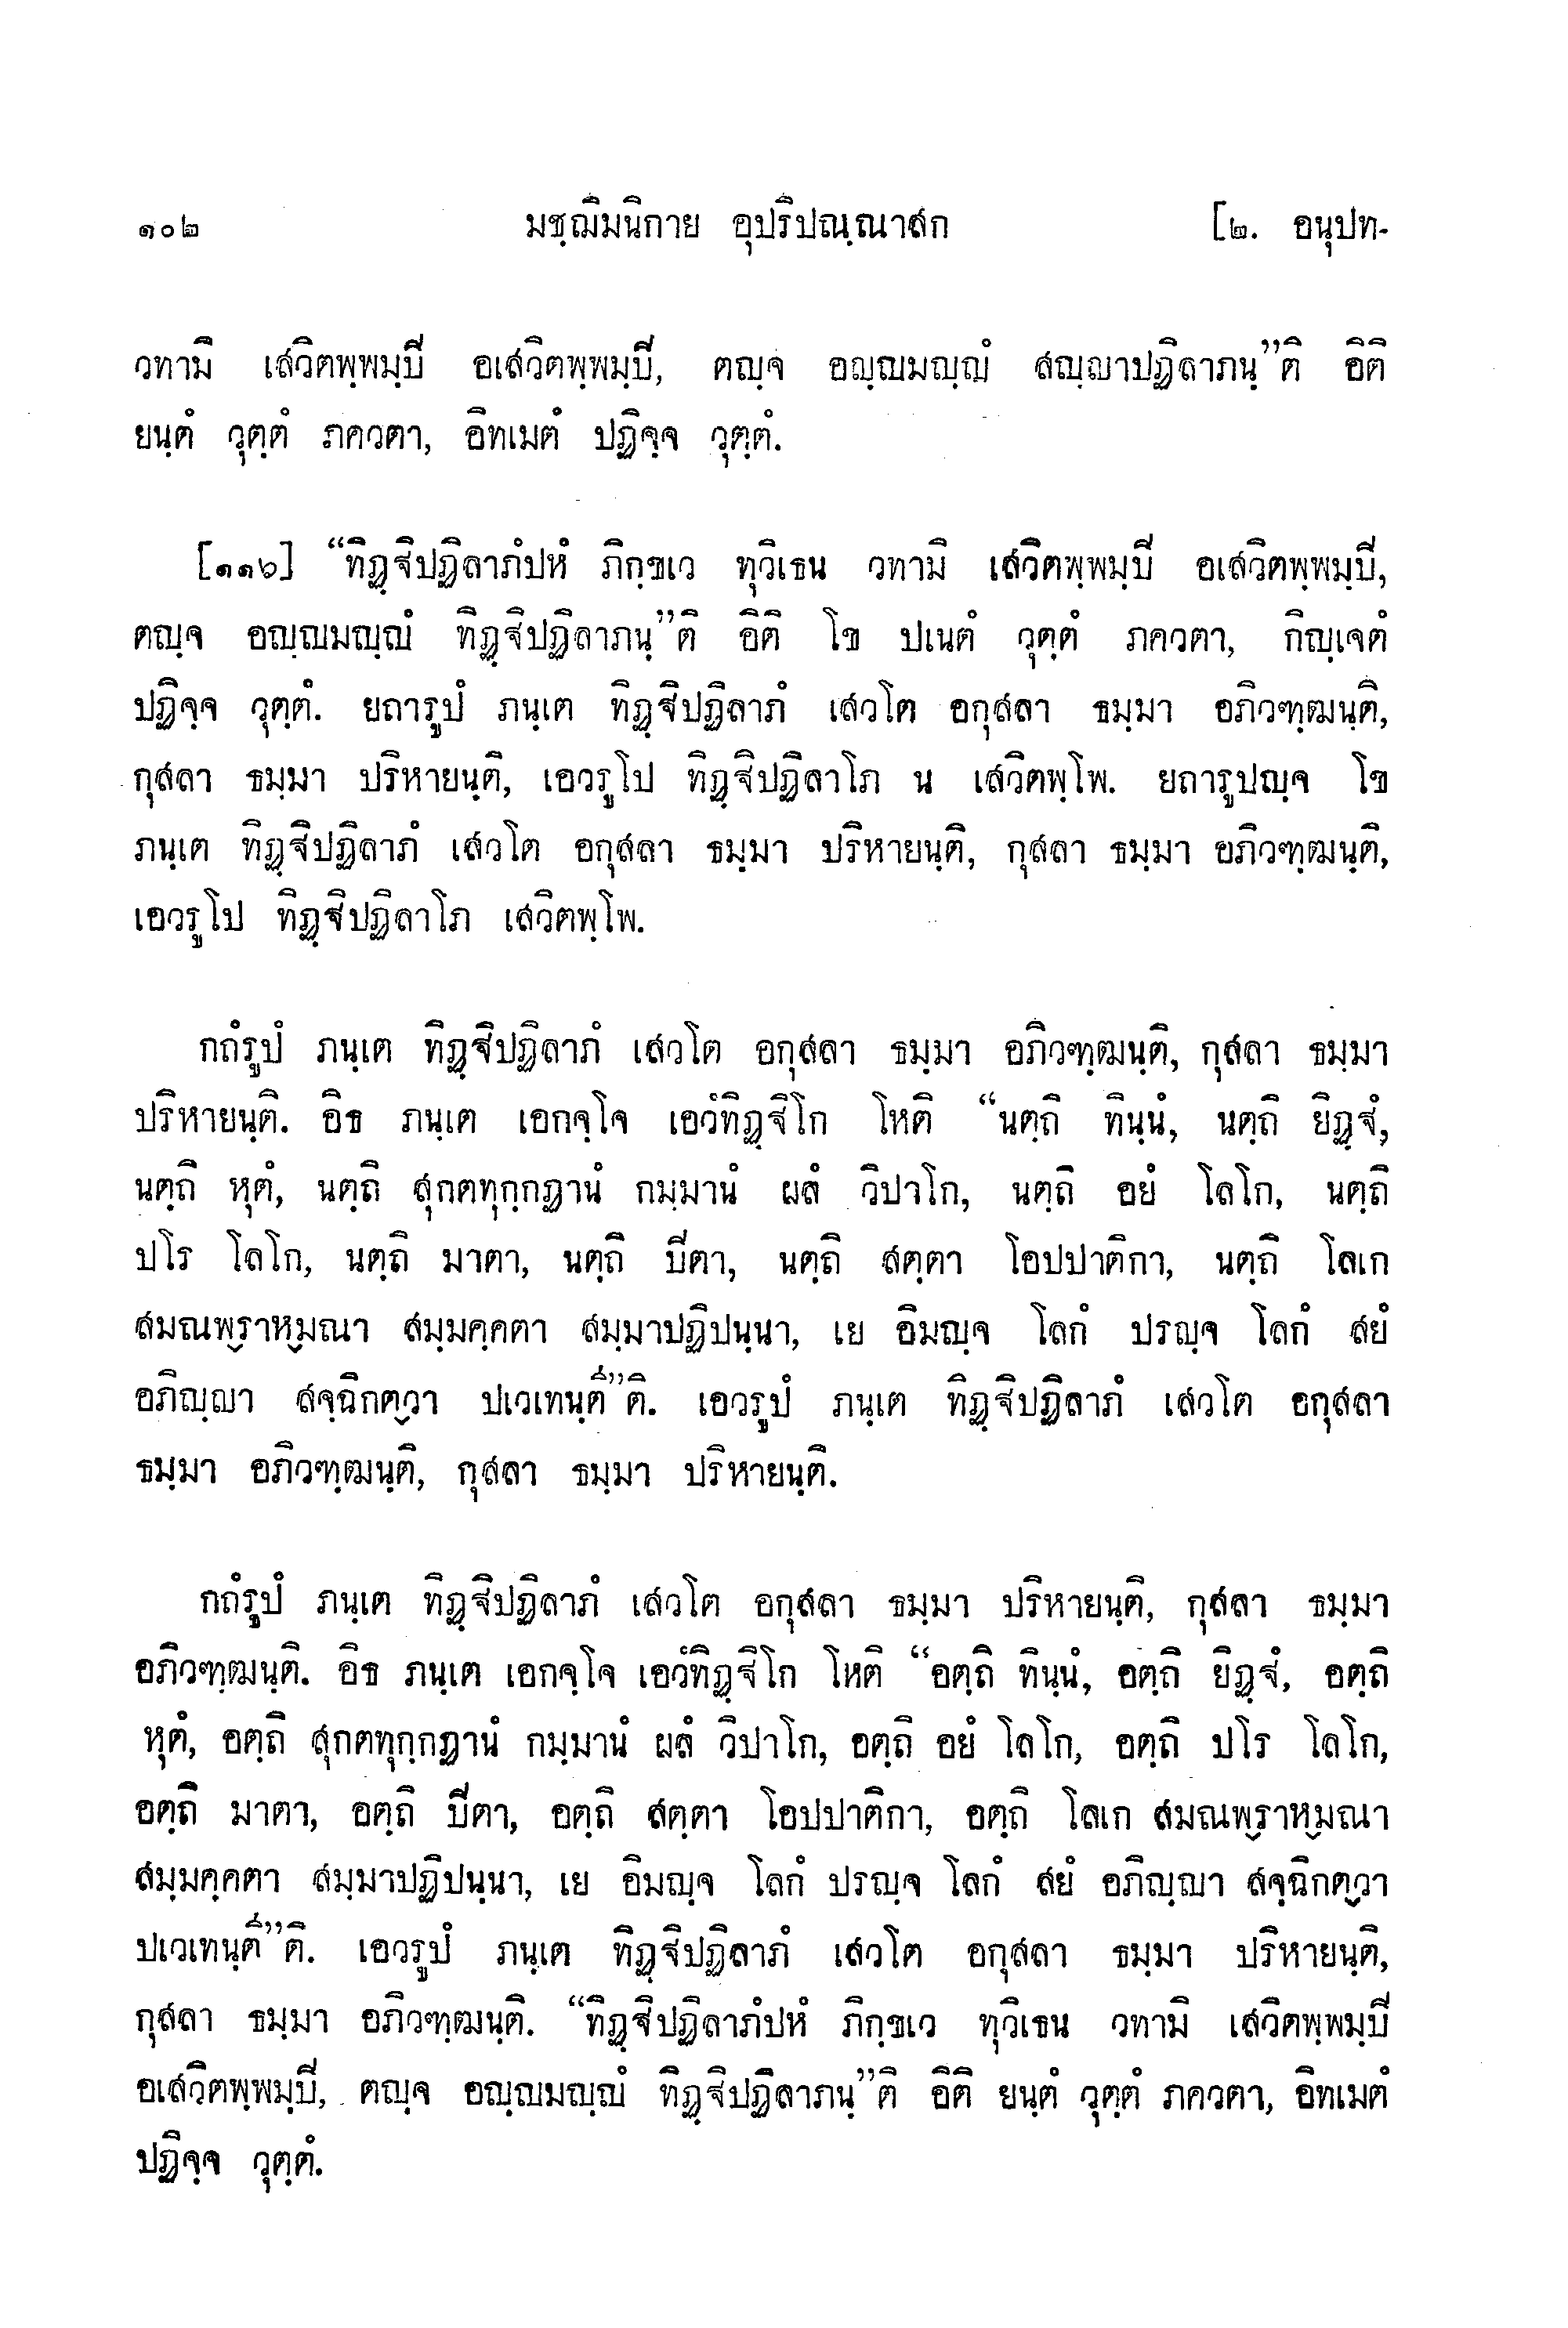 ๑๐๒ มชฺฌิมนิกาย อุปริปณฺณาสก [๒. อนุปท-
วทามิ เสวิตพฺพมฺปี อเสวิตพฺพมฺปี, ตญฺจ อญฺญมญฺญํ สญฺญาปฏิลาภนฺ”ติ อิติ
ยนฺตํ วุตฺตํ ภควตา, อิทเมตํ ปฏิจฺจ วุตฺตํ.
[๑๑๖] “ทิฏฺฐิปฏิลาภํปหํ ภิกฺขเว ทุวิเธน วทามิ เสวิตพฺพมฺปี อเสวิตพฺพมฺปี,
ตญฺจ อญฺญมญฺญํ ทิฏฺฐิปฏิลาภนฺ”ติ อิติ โข ปเนตํ วุตฺตํ ภควตา, กิญฺเจตํ
ปฏิจฺจ วุตฺตํ. ยถารูปํ ภนฺเต ทิฏฺฐิปฏิลาภํ เสวโต อกุสลา ธมฺมา อภิวฑฺฒนฺติ,
กุสลา ธมฺมา ปริหายนฺติ, เอวรูโป ทิฏฺฐิปฏิลาโภ น เสวิตพฺโพ. ยถารูปญฺจ โข
ภนฺเต ทิฏฺฐิปฏิลาภํ เสวโต อกุสลา ธมฺมา ปริหายนฺติ, กุสลา ธมฺมา อภิวฑฺฒนฺติ,
เอวรูโป ทิฏฺฐิปฏิลาโภ เสวิตพฺโพ.
กถํรูปํ ภนฺเต ทิฏฺฐิปฏิลาภํ เสวโต อกุสลา ธมฺมา อภิวฑฺฒนฺติ, กุสลา ธมฺมา
ปริหายนฺติ. อิธ ภนฺเต เอกจฺโจ เอวํทิฏฺฐิโก โหติ “นตฺถิ ทินฺนํ, นตฺถิ ยิฏฺฐํ,
นตฺถิ หุตํ, นตฺถิ สุกตทุกฺกฏานํ กมฺมานํ ผลํ วิปาโก, นตฺถิ อยํ โลโก, นตฺถิ
ปโร โลโก, นตฺถิ มาตา, นตฺถิ ปิตา, นตฺถิ สตฺตา โอปปาติกา, นตฺถิ โลเก
สมณพฺราหฺมณา สมฺมคฺคตา สมฺมาปฏิปนฺนา, เย อิมญฺจ โลกํ ปรญฺจ โลกํ สยํ
อภิญฺญา สจฺฉิกตฺวา ปเวเทนฺตี่”ติ. เอวรูปํ ภนฺเต ทิฏฺฐิปฏิลาภํ เสวโต อกุสลา
ธมฺมา อภิวฑฺฒนฺติ, กุสลา ธมฺมา ปริหายนฺติ.
กถํรูปํ ภนฺเต ทิฏฺฐิปฏิลาภํ เสวโต อกุสลา ธมฺมา ปริหายนฺติ, กุสลา ธมฺมา
อภิวฑฺฒนฺติ. อิธ ภนฺเต เอกจฺโจ เอวํทิฏฺฐิโก โหติ “อตฺถิ ทินฺนํ, อตฺถิ ยิฏฺฐํ, อตฺถิ
หุตํ, อตฺถิ สุกตทุกฺกฏานํ กมฺมานํ ผลํ วิปาโก, อตฺถิ อยํ โลโก, อตฺถิ ปโร โลโก,
อตฺถิ มาตา, อตฺถิ ปิตา, อตฺถิ สตฺตา โอปปาติกา, อตฺถิ โลเก สมณพฺราหฺมณา
สมฺมคฺคตา สมฺมาปฏิปนฺนา, เย อิมญฺจ โลกํ ปรญฺจ โลกํ สยํ อภิญฺญา สจฺฉิกตฺวา
ปเวเทนฺตี่”ติ. เอวรูปํ ภนฺเต ทิฏฺฐิปฏิลาภํ เสวโต อกุสลา ธมฺมา ปริหายนฺติ,
กุสลา ธมฺมา อภิวฑฺฒนฺติ. “ทิฏฺฐิปฏิลาภํปหํ ภิกฺขเว ทุวิเธน วทามิ เสวิตพฺพมฺปี
อเสวิตพฺพมฺปี, ตญฺจ อญฺญมญฺญํ ทิฏฺฐิปฏิลาภนฺ”ติ อิติ ยนฺตํ วุตฺตํ ภควตา, อิทเมตํ
ปฏิจฺจ วุตฺตํ.